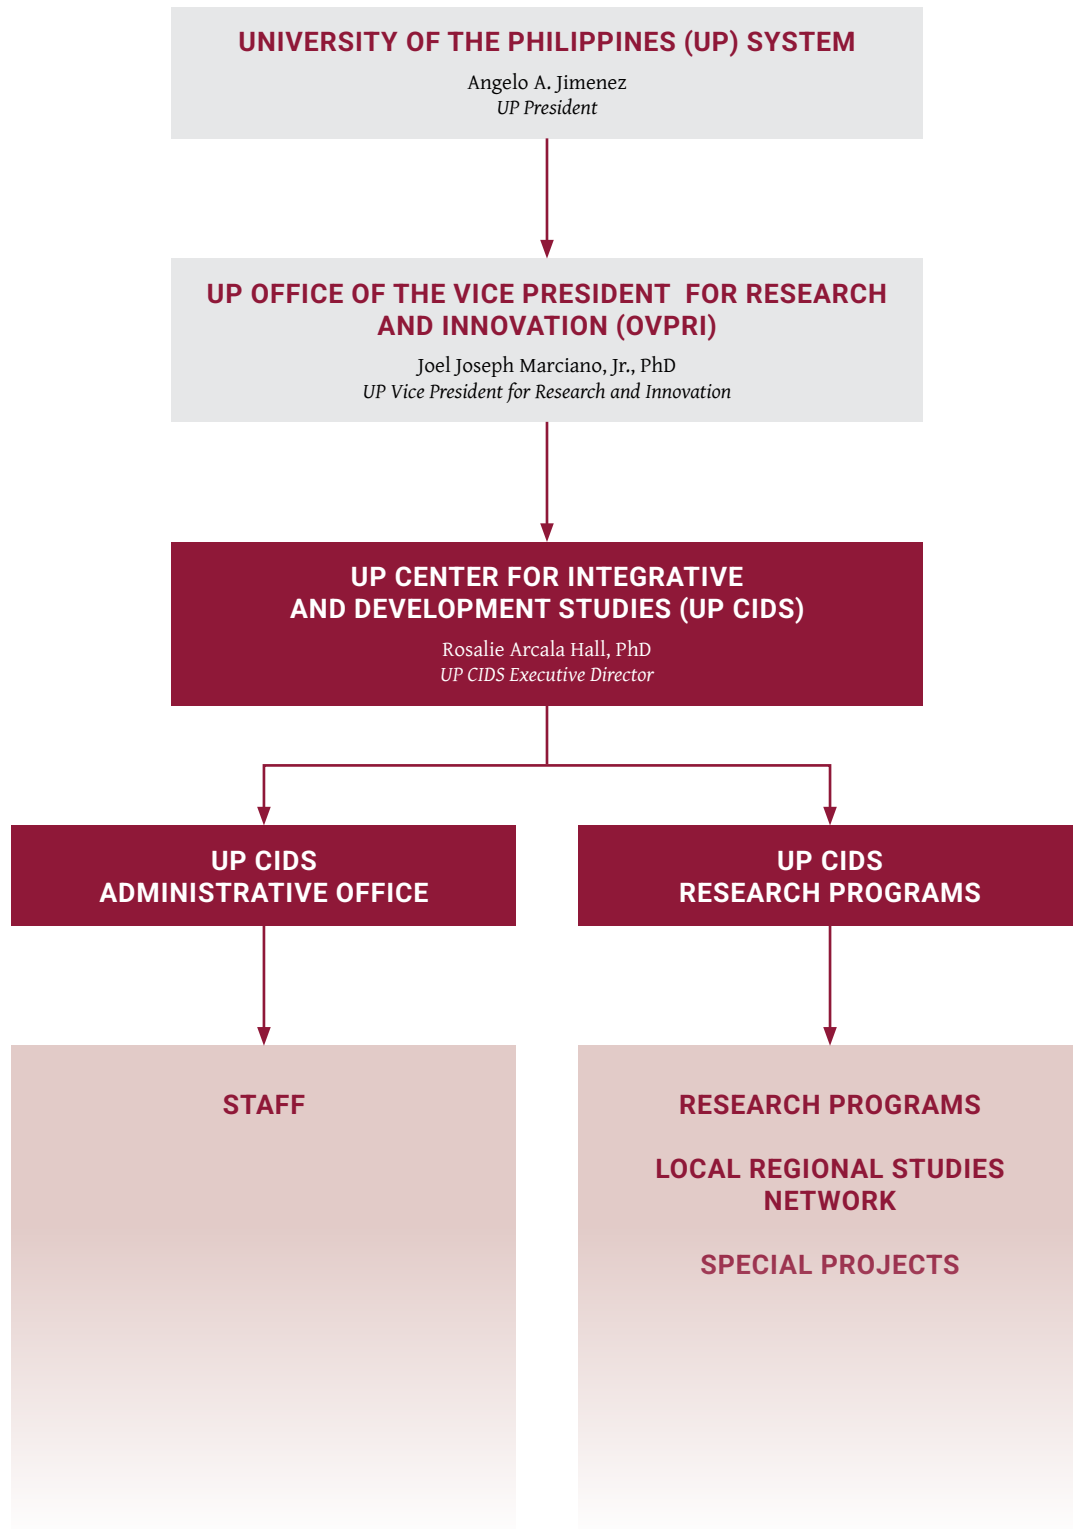 UNIVERSITY OF THE PHILIPPINES (UP) SYSTEM
Angelo A. Jimenez
UP President
UP OFFICE OF THE VICE PRESIDENT FOR RESEARCH
AND INNOVATION (OVPRI)
Joel Joseph Marciano, Jr., PhD
UP Vice President for Research and Innovation
UP CENTER FOR INTEGRATIVE
AND DEVELOPMENT STUDIES (UP CIDS)
Rosalie Arcala Hall, PhD
UP CIDS Executive Director
UP CIDS
ADMINISTRATIVE OFFICE
UP CIDS
RESEARCH PROGRAMS
STAFF
RESEARCH PROGRAMS
LOCAL REGIONAL STUDIES
NETWORK
SPECIAL PROJECTS